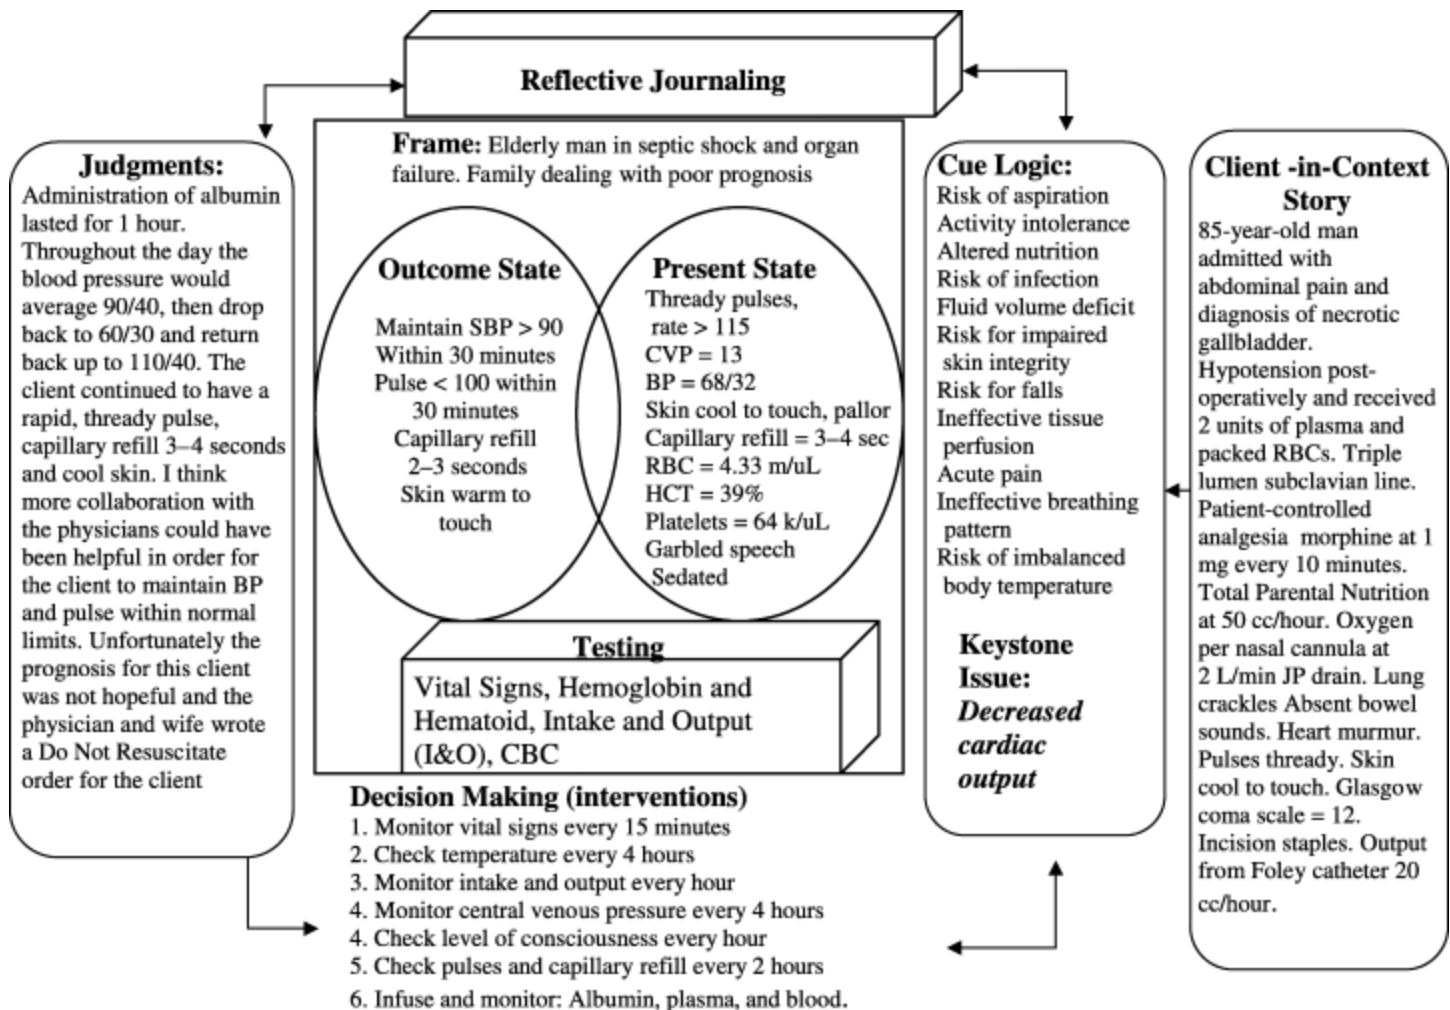 Reflective Journaling
Judgments:
Administration of albumin
lasted for 1 hour.
Throughout the day the
blood pressure would
average 90/40, then drop
back to 60/30 and return
back up to 110/40. The
client continued to have a
rapid, thready pulse,
capillary refill 3–4 seconds
and cool skin. I think
more collaboration with
the physicians could have
been helpful in order for
the client to maintain BP
and pulse within normal
limits. Unfortunately the
prognosis for this client
was not hopeful and the
physician and wife wrote
a Do Not Resuscitate
order for the client
Frame: Elderly man in septic shock and organ
failure. Family dealing with poor prognosis
Outcome State
Maintain SBP > 90
Within 30 minutes
Pulse < 100 within
30 minutes
Capillary refill
2–3 seconds
Skin warm to
touch
Present State
Thready pulses,
rate > 115
CVP = 13
BP = 68/32
Skin cool to touch, pallor
Capillary refill = 3–4 sec
RBC = 4.33 m/uL
HCT = 39%
Platelets = 64 k/uL
Garbled speech
Sedated
Testing
Vital Signs, Hemoglobin and
Hematoid, Intake and Output
(I&O), CBC
Decision Making (interventions)
1. Monitor vital signs every 15 minutes
2. Check temperature every 4 hours
3. Monitor intake and output every hour
4. Monitor central venous pressure every 4 hours
4. Check level of consciousness every hour
5. Check pulses and capillary refill every 2 hours
6. Infuse and monitor: Albumin, plasma, and blood.
Cue Logic:
Risk of aspiration
Activity intolerance
Altered nutrition
Risk of infection
Fluid volume deficit
Risk for impaired
skin integrity
Risk for falls
Ineffective tissue
perfusion
Acute pain
Ineffective breathing
pattern
Risk of imbalanced
body temperature
Keystone
Issue:
Decreased
cardiac
output
Client -in-Context
Story
85-year-old man
admitted with
abdominal pain and
diagnosis of necrotic
gallbladder.
Hypotension post-
operatively and received
2 units of plasma and
packed RBCs. Triple
lumen subclavian line.
Patient-controlled
analgesia morphine at 1
mg every 10 minutes.
Total Parental Nutrition
at 50 cc/hour. Oxygen
per nasal cannula at
2 L/min JP drain. Lung
crackles Absent bowel
sounds. Heart murmur.
Pulses thready. Skin
cool to touch. Glasgow
coma scale = 12.
Incision staples. Output
from Foley catheter 20
cc/hour.